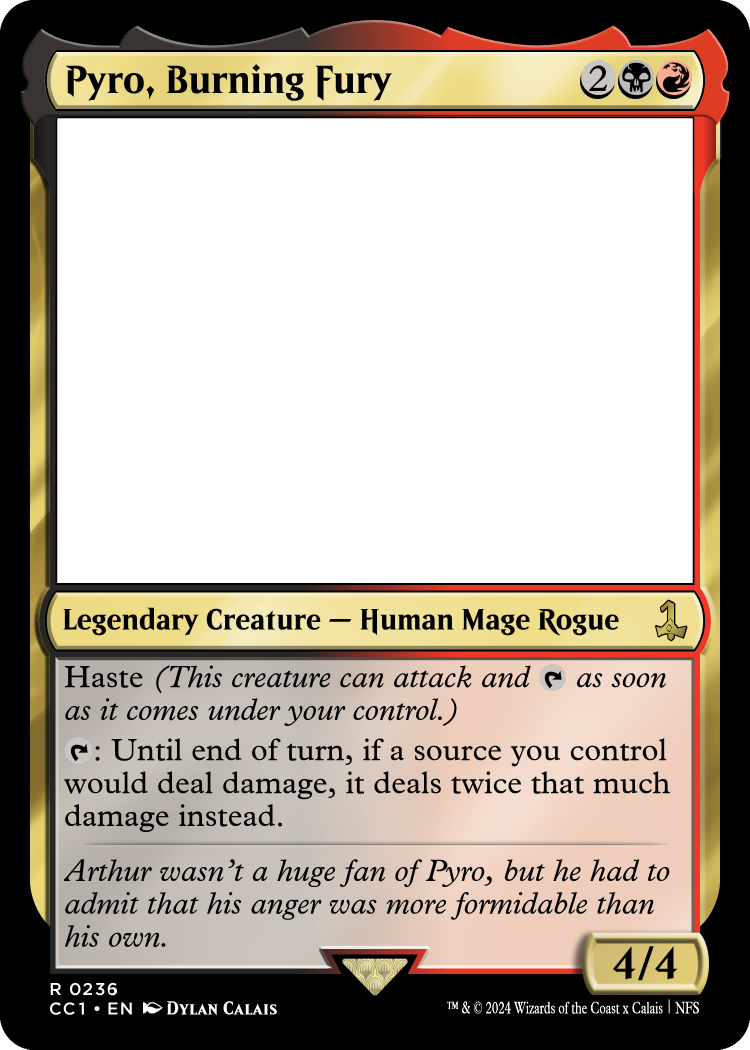 Pyro, Burning Fury 2
Legendary Creature — Human Mage Rogue
Haste (This creature can attack and as soon
as it comes under your control.)
: Until end of turn, if a source you control
would deal damage, it deals twice that much
damage instead.
Arthur wasn't a huge fan of Pyro, but he had to
admit that his anger was more formidable than
his own.
4/4
R 0236
CC1 • EN Dylan Calais
™ & © 2024 Wizards of the Coast x Calais | NFS